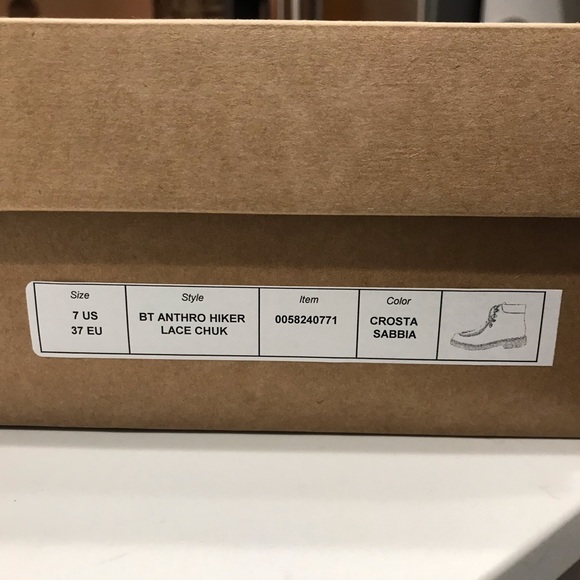 Size
7 US
37 EU
Style
BT ANTHRO HIKER
LACE CHUK
Item
0058240771
Color
CROSTA
SABBIA